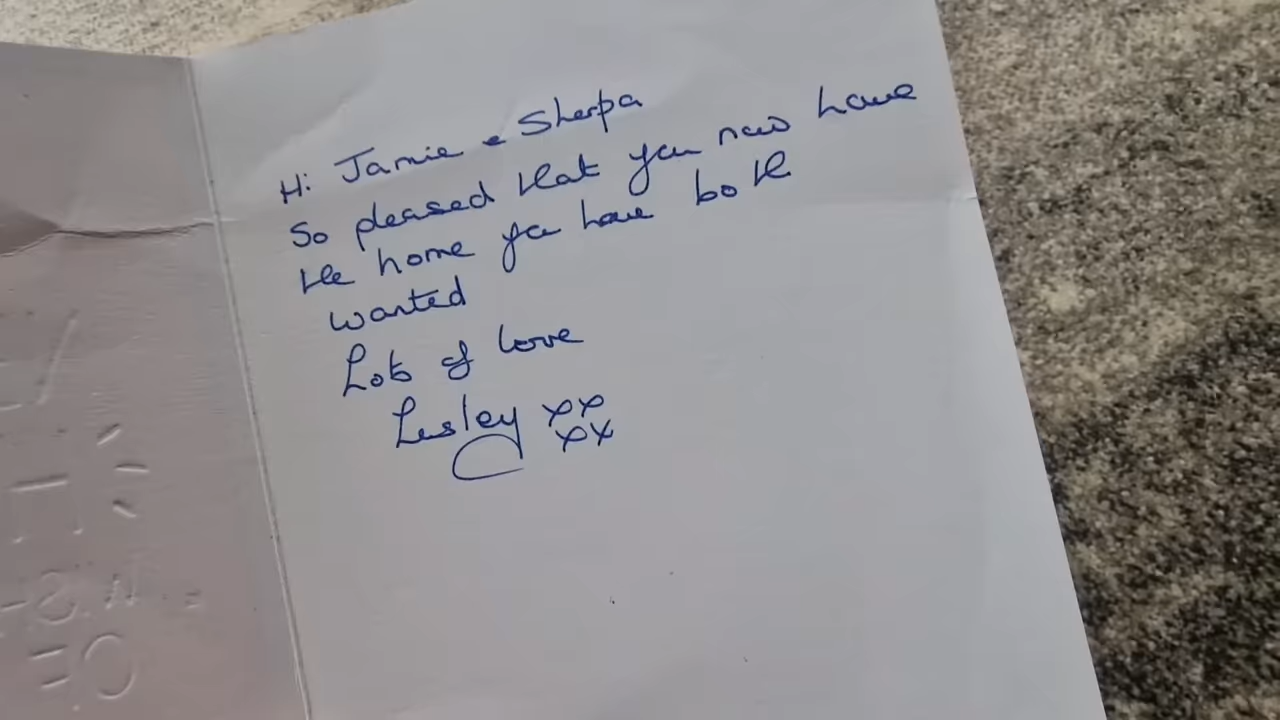 Hi Jamie & Sherpa
So pleased that you now have
the home you have both
wanted
Lots of love
Lesley xx
xx